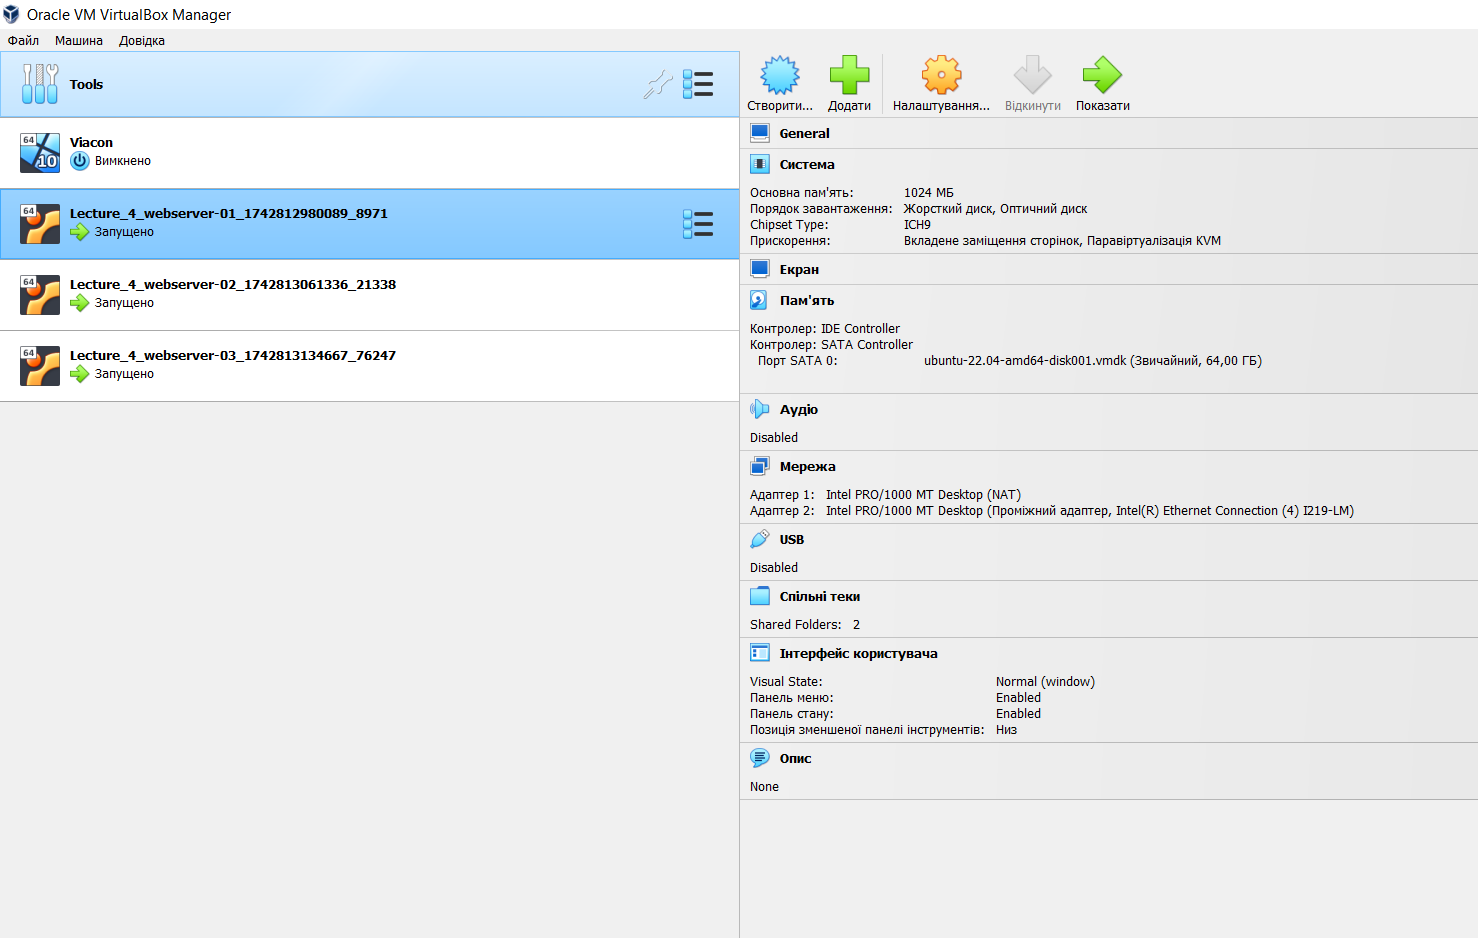 Oracle VM VirtualBox Manager
Файл Машина Довідка
Tools
64
10
Viacon
Вимкнено
64
Lecture_4_webserver-01_1742812980089_8971
Запущено
64
Lecture_4_webserver-02_1742813061336_21338
Запущено
64
Lecture_4_webserver-03_1742813134667_76247
Запущено
Створити... Додати Налаштування... Відкинути Показати
General
Система
Основна пам'ять: 1024 МБ
Порядок завантаження: Жорсткий диск, Оптичний диск
Chipset Type: ICH9
Прискорення: Вкладене заміщення сторінок, Паравіртуалізація KVM
Екран
Пам'ять
Контролер: IDE Controller
Контролер: SATA Controller
Порт SATA 0: ubuntu-22.04-amd64-disk001.vmdk (Звичайний, 64,00 ГБ)
Аудіо
Disabled
Мережа
Адаптер 1: Intel PRO/1000 MT Desktop (NAT)
Адаптер 2: Intel PRO/1000 MT Desktop (Проміжний адаптер, Intel(R) Ethernet Connection (4) I219-LM)
USB
Disabled
Спільні теки
Shared Folders: 2
Інтерфейс користувача
Visual State: Normal (window)
Панель меню: Enabled
Панель стану: Enabled
Позиція зменшеної панелі інструментів: Низ
Опис
None